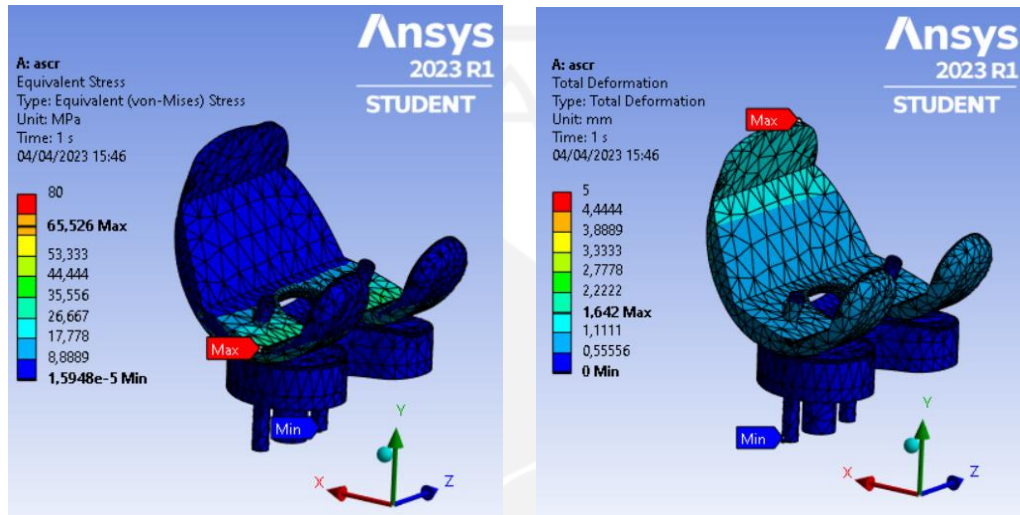 Ansys
2023 R1
STUDENT
A: ascr
Equivalent Stress
Type: Equivalent (von-Mises) Stress
Unit: MPa
Time: 1 s
04/04/2023 15:46
80
65,526 Max
53,333
44,444
35,556
26,667
17,778
8,8889
1,5948e-5 Min
Max
Min
Y
X
Z
Ansys
2023 R1
STUDENT
A: ascr
Total Deformation
Type: Total Deformation
Unit: mm
Time: 1 s
04/04/2023 15:46
Max
5
4,4444
3,8889
3,3333
2,7778
2,2222
1,642 Max
1,1111
0,55556
0 Min
Min
Y
X
Z